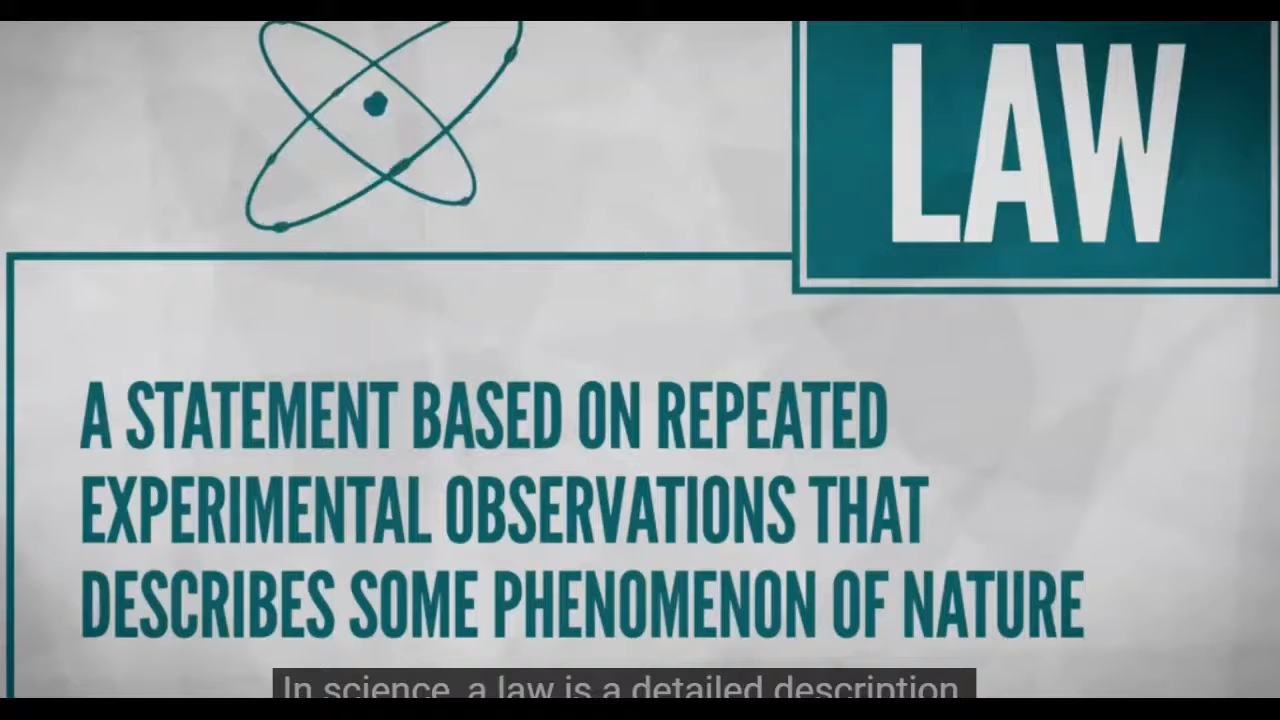 LAW
A STATEMENT BASED ON REPEATED
EXPERIMENTAL OBSERVATIONS THAT
DESCRIBES SOME PHENOMENON OF NATURE
In science, a law is a detailed description